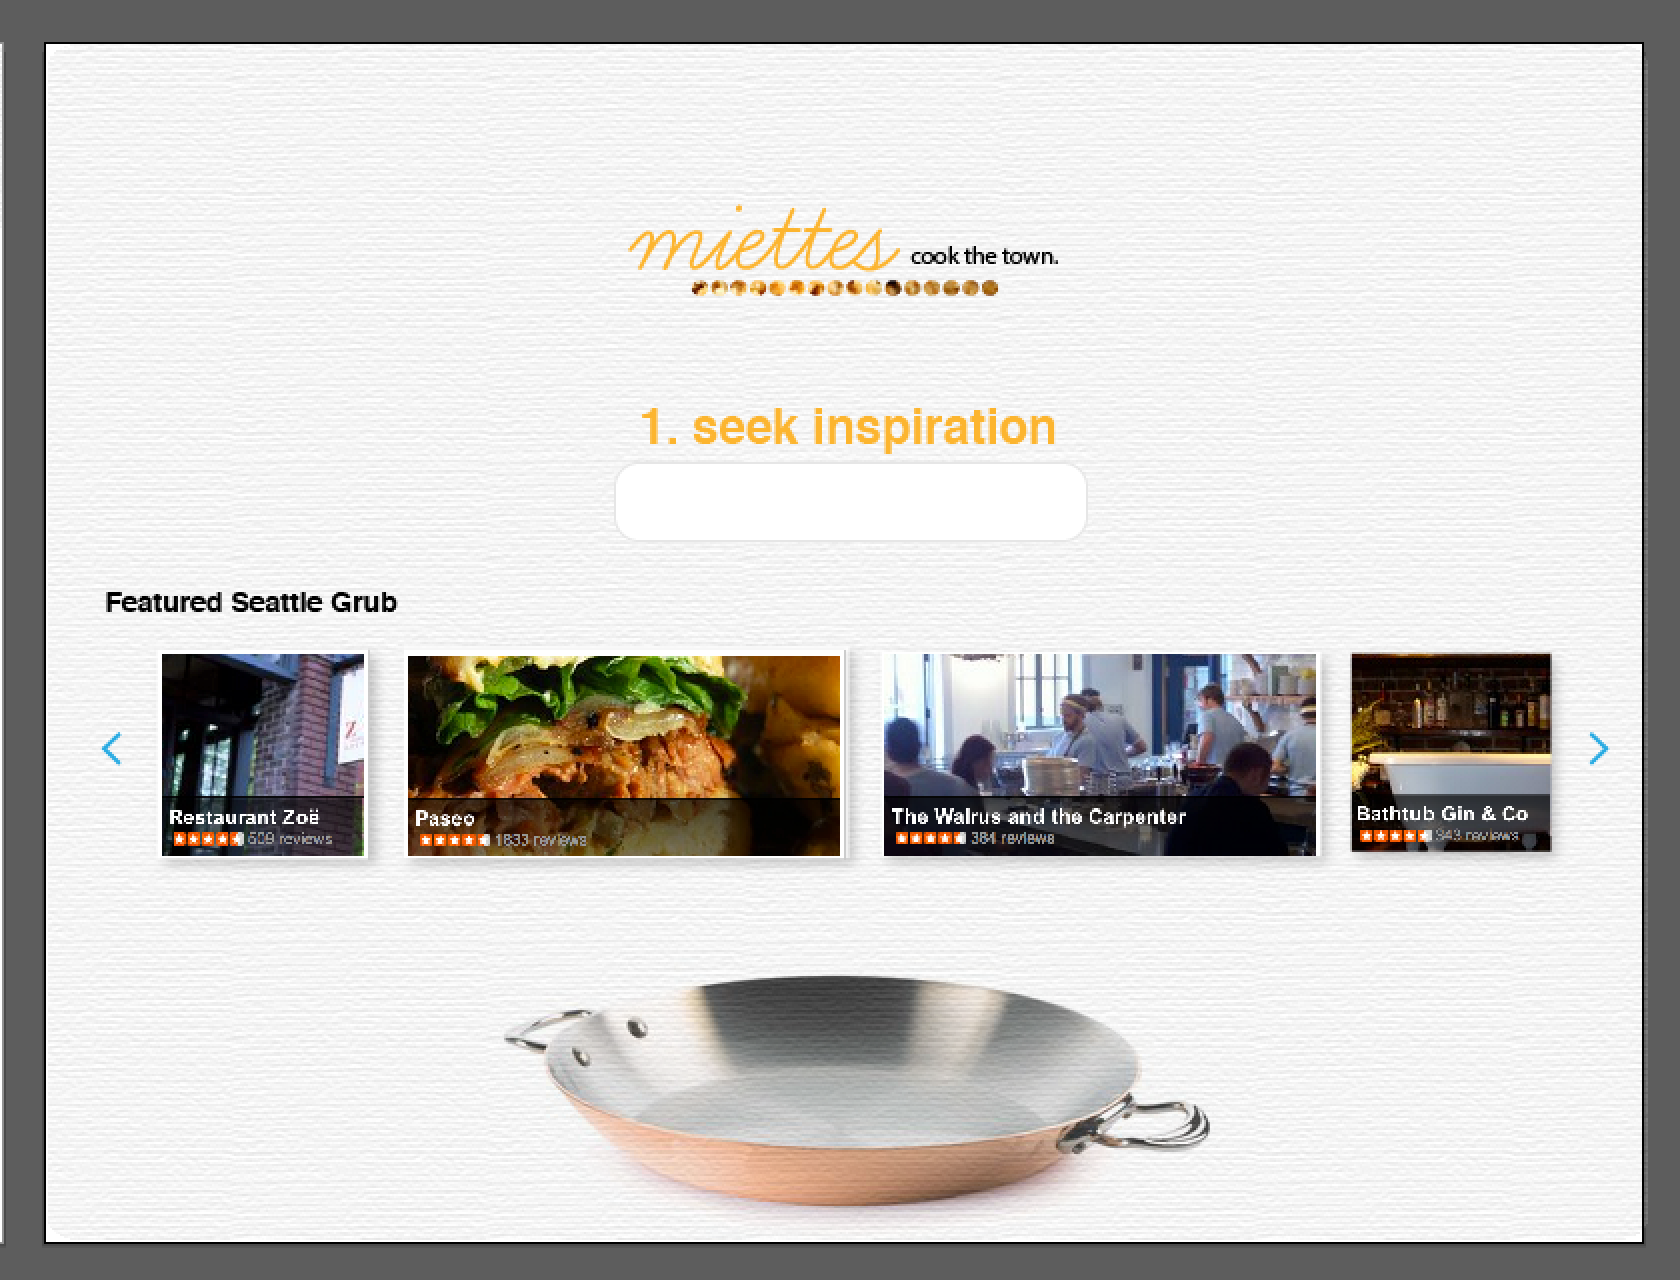 miettes cook the town.
1. seek inspiration
Featured Seattle Grub
Restaurant Zoë
509 reviews
Paseo
1833 reviews
The Walrus and the Carpenter
384 reviews
Bathtub Gin & Co
343 reviews